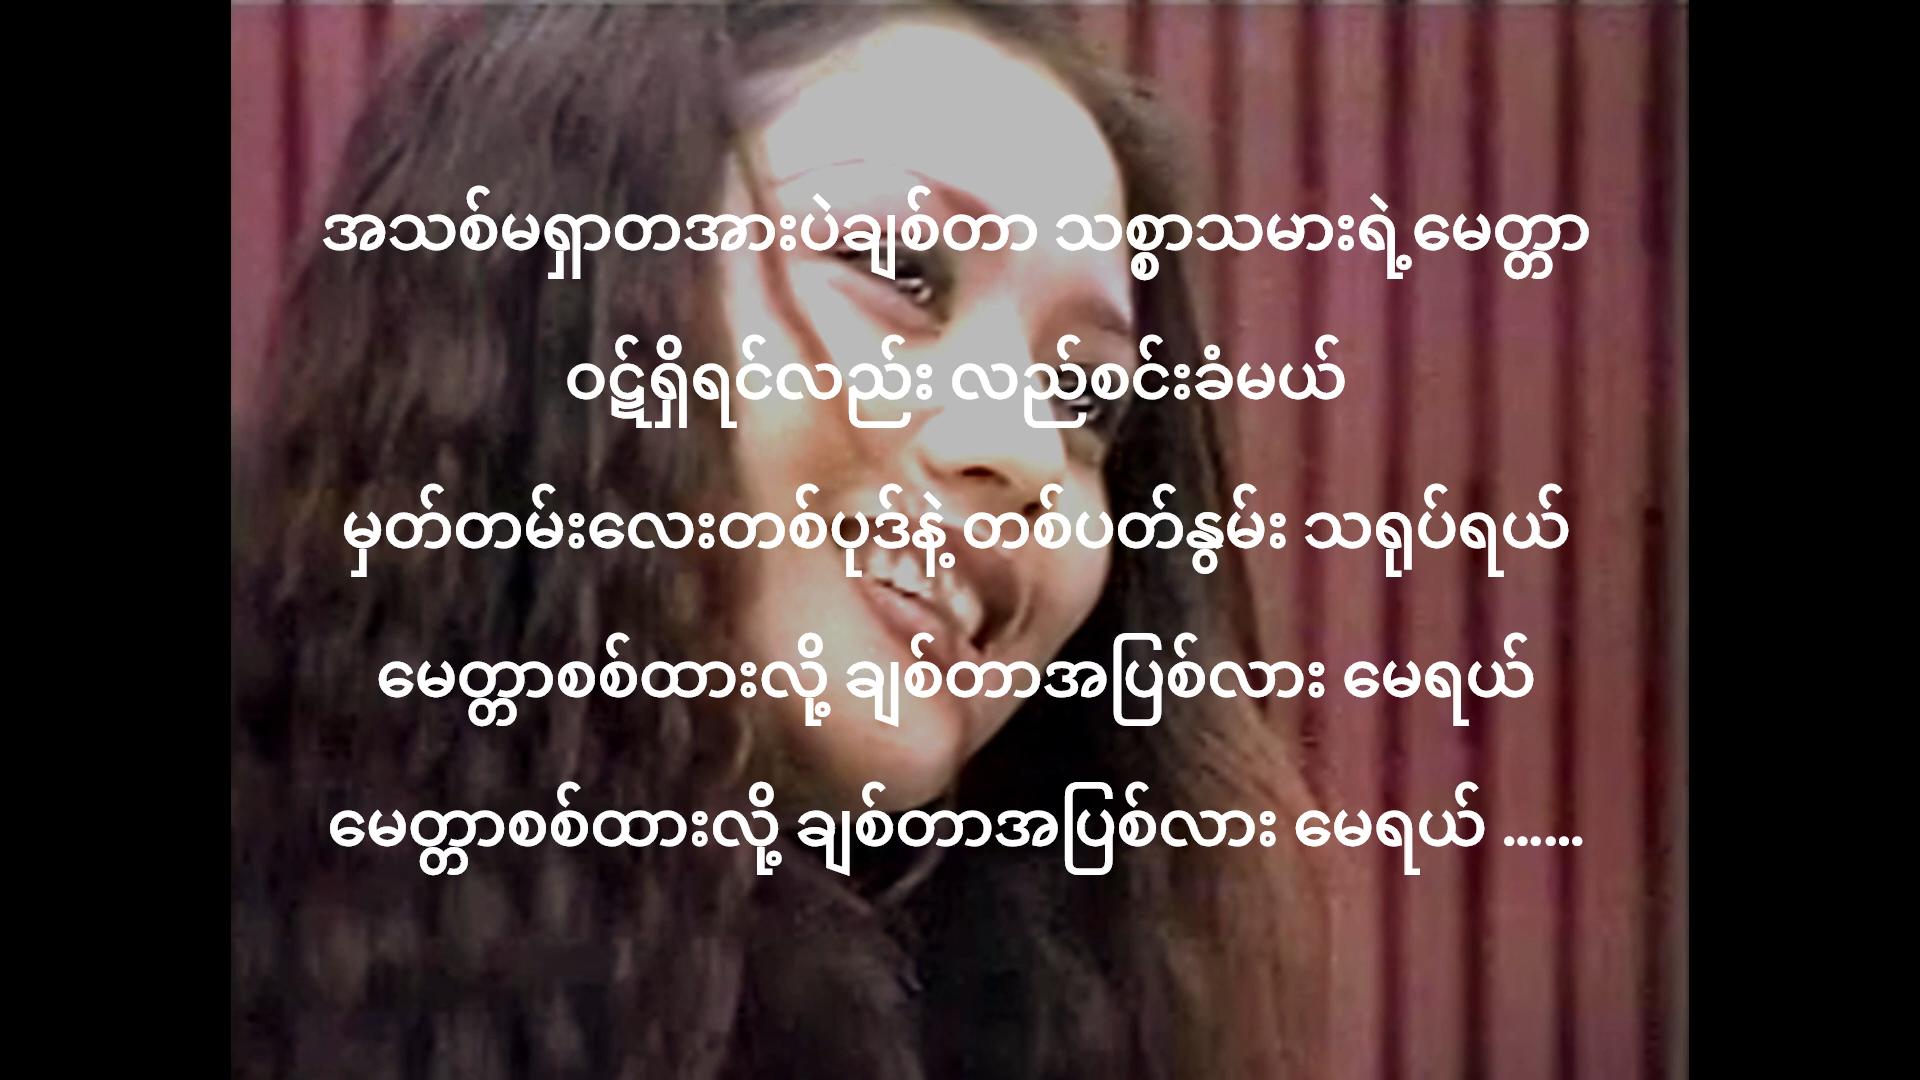 အသစ်မရှာတအားပဲချစ်တာ သစ္စာသမားရဲ့မေတ္တာ
ဝဋ်ရှိရင်လည်း လည်စင်းခံမယ်
မှတ်တမ်းလေးတစ်ပုဒ်နဲ့ တစ်ပတ်နွမ်း သရုပ်ရယ်
မေတ္တာစစ်ထားလို့ ချစ်တာအပြစ်လား မေရယ်
မေတ္တာစစ်ထားလို့ ချစ်တာအပြစ်လား မေရယ် ......